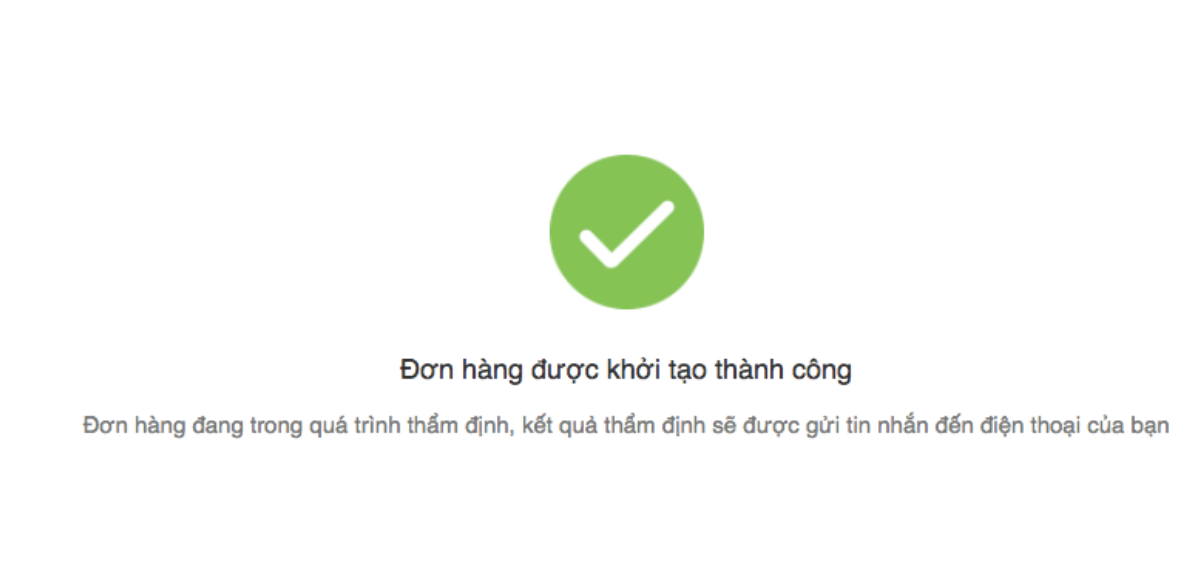 Đơn hàng được khởi tạo thành công
Đơn hàng đang trong quá trình thẩm định, kết quả thẩm định sẽ được gửi tin nhắn đến điện thoại của bạn